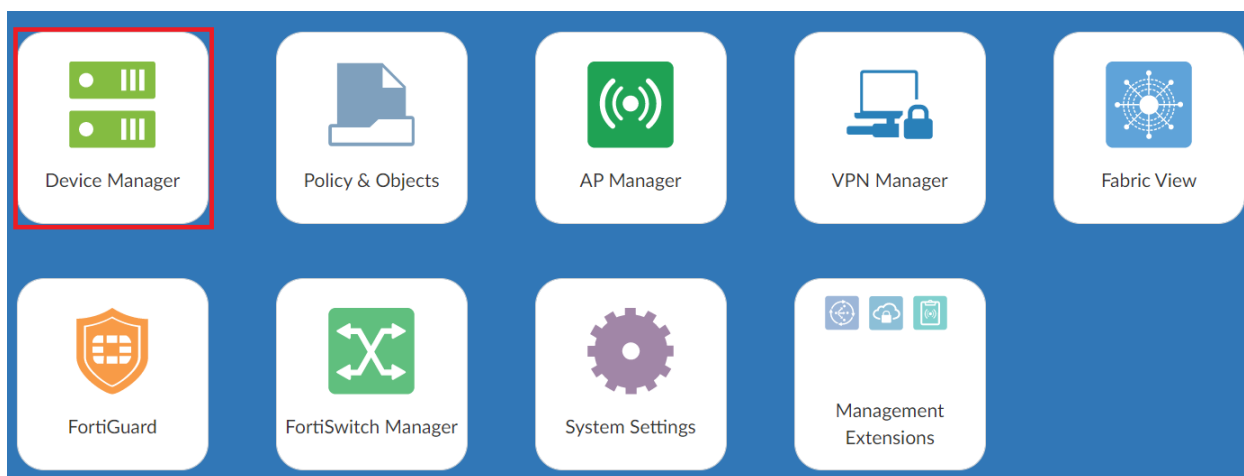 Device Manager
Policy & Objects
AP Manager
VPN Manager
Fabric View
FortiGuard
FortiSwitch Manager
System Settings
Management
Extensions